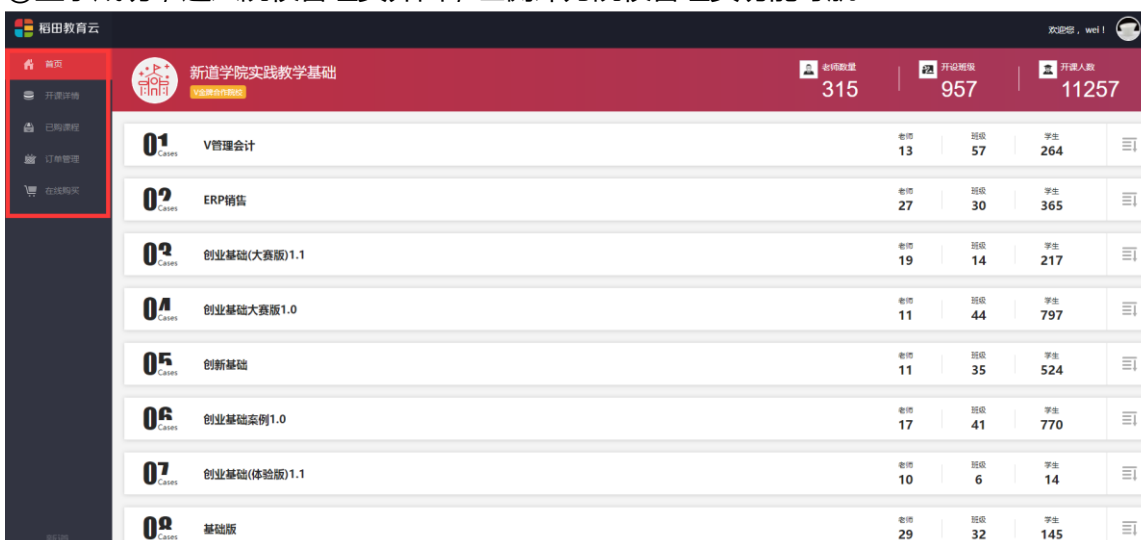 稻田教育云
欢迎您，wei！
首页
开课详情
已购课程
订单管理
在线购买
新道学院实践教学基础
V金牌合作院校
老师数量
315
开设班级
957
开课人数
11257
01 Cases V管理会计 老师 13 班级 57 学生 264
02 Cases ERP销售 老师 27 班级 30 学生 365
03 Cases 创业基础(大赛版)1.1 老师 19 班级 14 学生 217
04 Cases 创业基础大赛版1.0 老师 11 班级 44 学生 797
05 Cases 创新基础 老师 11 班级 35 学生 524
06 Cases 创业基础案例1.0 老师 17 班级 41 学生 770
07 Cases 创业基础(体验版)1.1 老师 10 班级 6 学生 14
08 Cases 基础版 老师 29 班级 32 学生 145